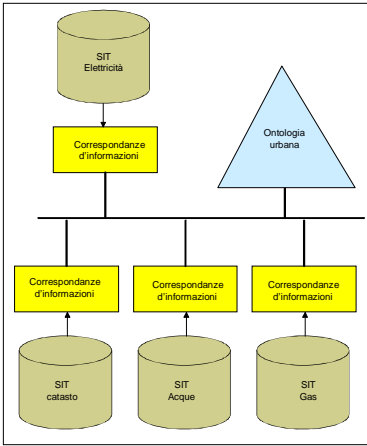 SIT
Elettricità
Correspondanze
d'informazioni
Ontologia
urbana
Correspondanze
d'informazioni
Correspondanze
d'informazioni
Correspondanze
d'informazioni
SIT
catasto
SIT
Acque
SIT
Gas